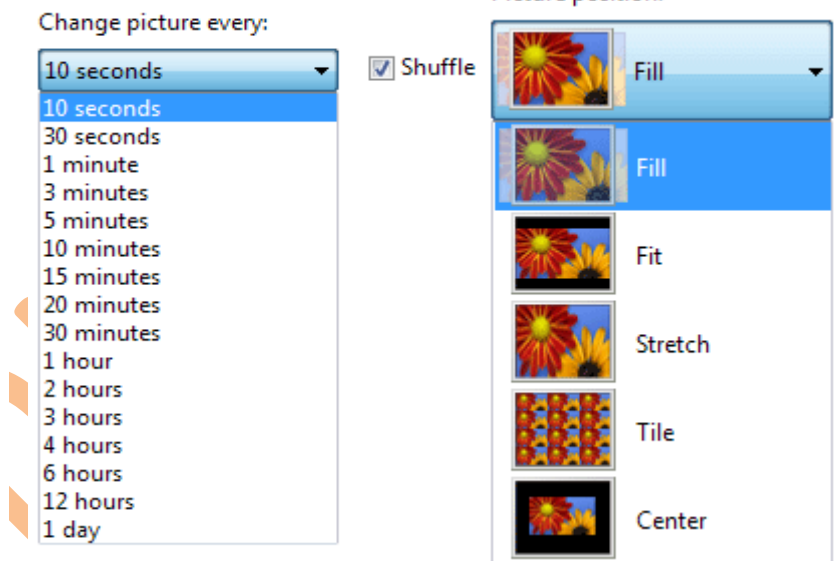 Change picture every:
10 seconds
10 seconds
30 seconds
1 minute
3 minutes
5 minutes
10 minutes
15 minutes
20 minutes
30 minutes
1 hour
2 hours
3 hours
4 hours
6 hours
12 hours
1 day
Shuffle
Picture position:
Fill
Fill
Fit
Stretch
Tile
Center